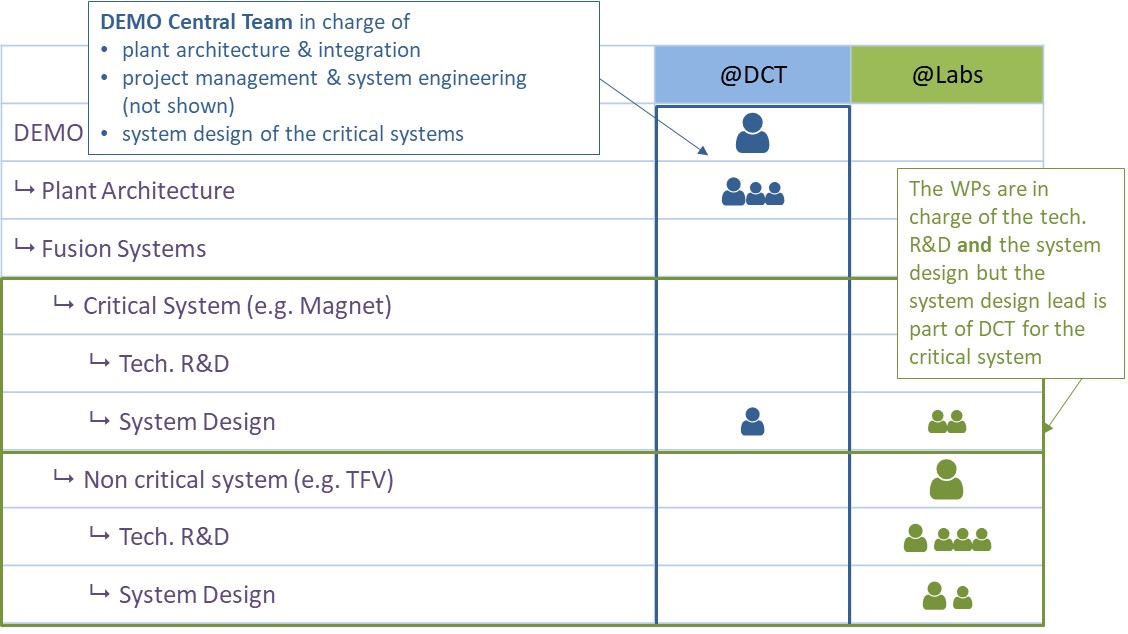 DEMO Central Team in charge of
• plant architecture & integration
• project management & system engineering
(not shown)
• system design of the critical systems
@DCT
@Labs
DEMO
↳ Plant Architecture
↳ Fusion Systems
The WPs are in
charge of the tech.
R&D and the system
design but the
system design lead is
part of DCT for the
critical system
↳ Critical System (e.g. Magnet)
↳ Tech. R&D
↳ System Design
↳ Non critical system (e.g. TFV)
↳ Tech. R&D
↳ System Design